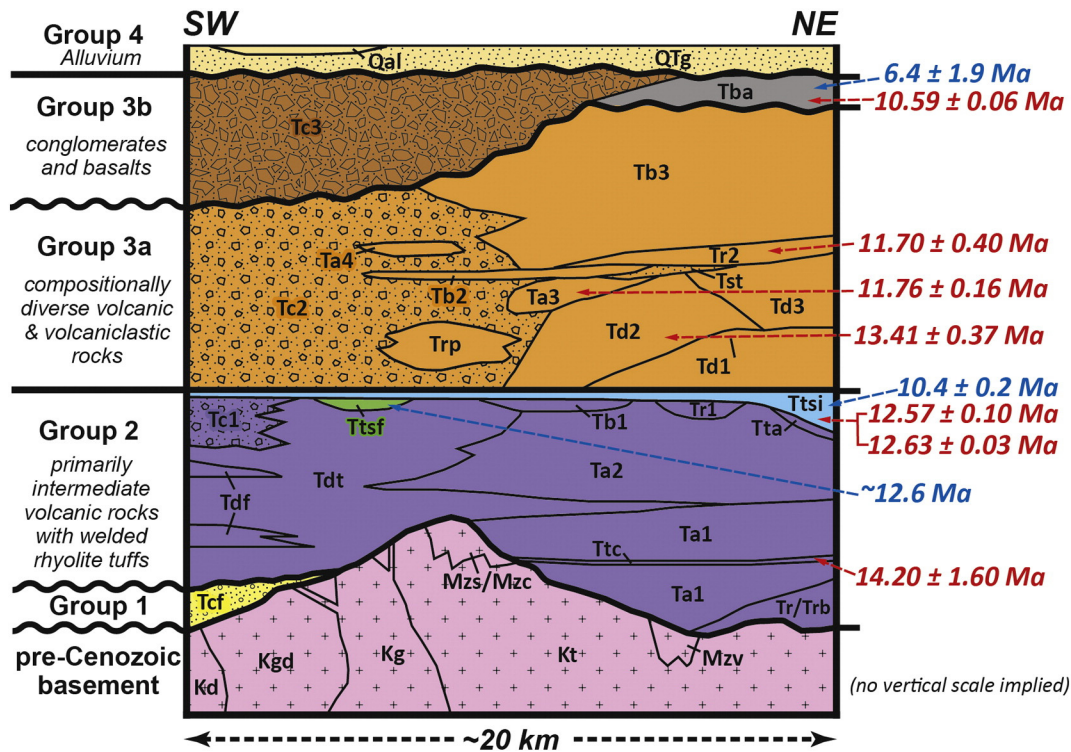 SW
NE
Group 4
Alluvium
Qal
QTg
6.4 ± 1.9 Ma
Tba
10.59 ± 0.06 Ma
Group 3b
conglomerates
and basalts
Tc3
Tb3
Group 3a
compositionally
diverse volcanic
& volcaniclastic
rocks
Ta4
Tr2
11.70 ± 0.40 Ma
Tst
Tb2
Ta3
11.76 ± 0.16 Ma
Tc2
Td3
Td2
13.41 ± 0.37 Ma
Trp
Td1
Ttsi
10.4 ± 0.2 Ma
Tc1
Ttsf
Tb1
Tr1
Tta
12.57 ± 0.10 Ma
12.63 ± 0.03 Ma
Group 2
primarily
intermediate
volcanic rocks
with welded
rhyolite tuffs
Tdt
Ta2
~12.6 Ma
Tdf
Ta1
Ttc
Mzs/Mzc
14.20 ± 1.60 Ma
Group 1
Tcf
Ta1
Tr/Trb
pre-Cenozoic
basement
Kd
Kgd
Kg
Kt
Mzv
(no vertical scale implied)
~20 km